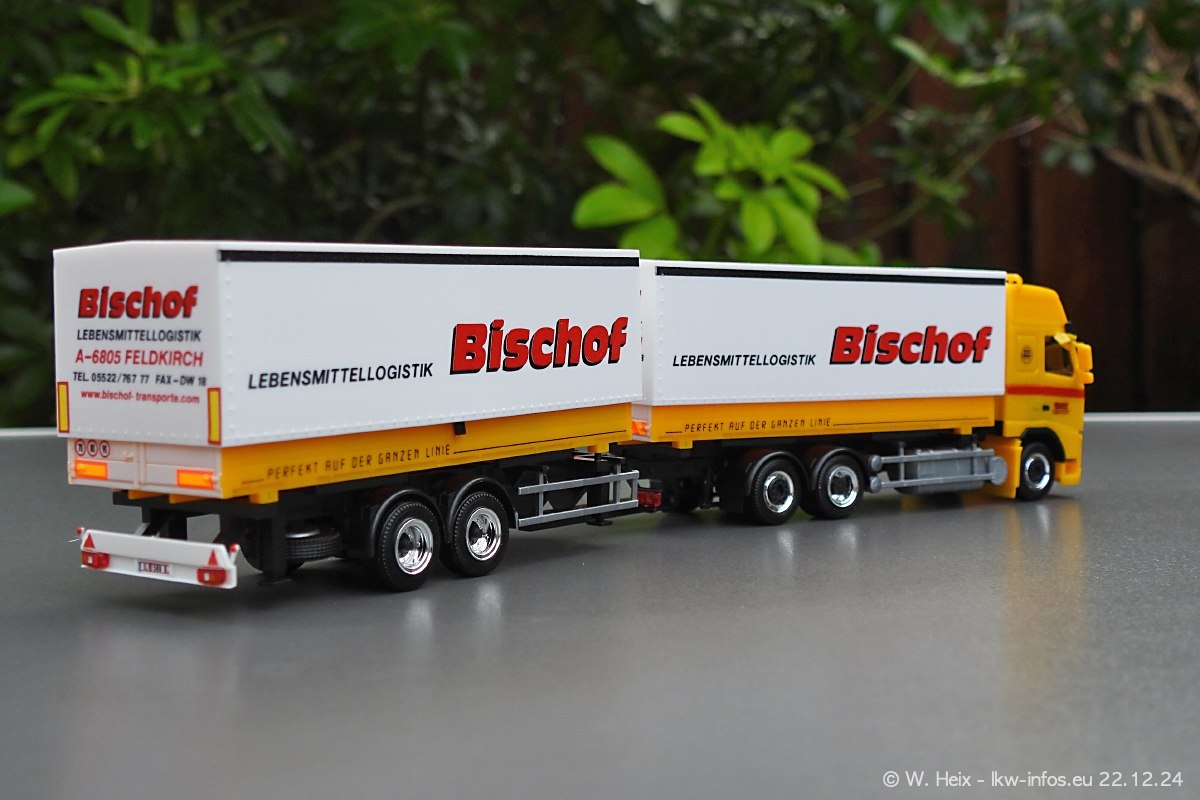 Bischof
LEBENSMITTELLOGISTIK
A-6805 FELDKIRCH
TEL. 05522/767 77 FAX-DW 18
www.bischof-transporte.com
LEBENSMITTELLOGISTIK
Bischof
PERFEKT AUF DER GANZEN LINIE
LEBENSMITTELLOGISTIK
Bischof
PERFEKT AUF DER GANZEN LINIE
© W. Heix - lkw-infos.eu 22.12.24